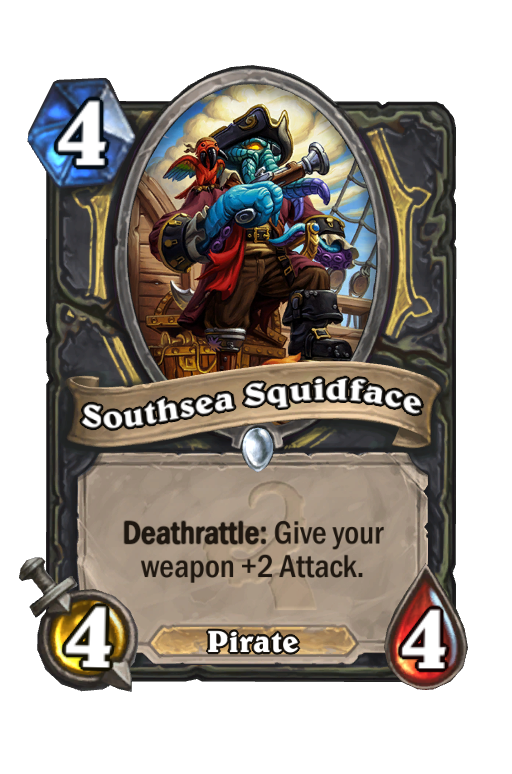 4
Southsea Squidface
Deathrattle: Give your
weapon +2 Attack.
4
Pirate
4